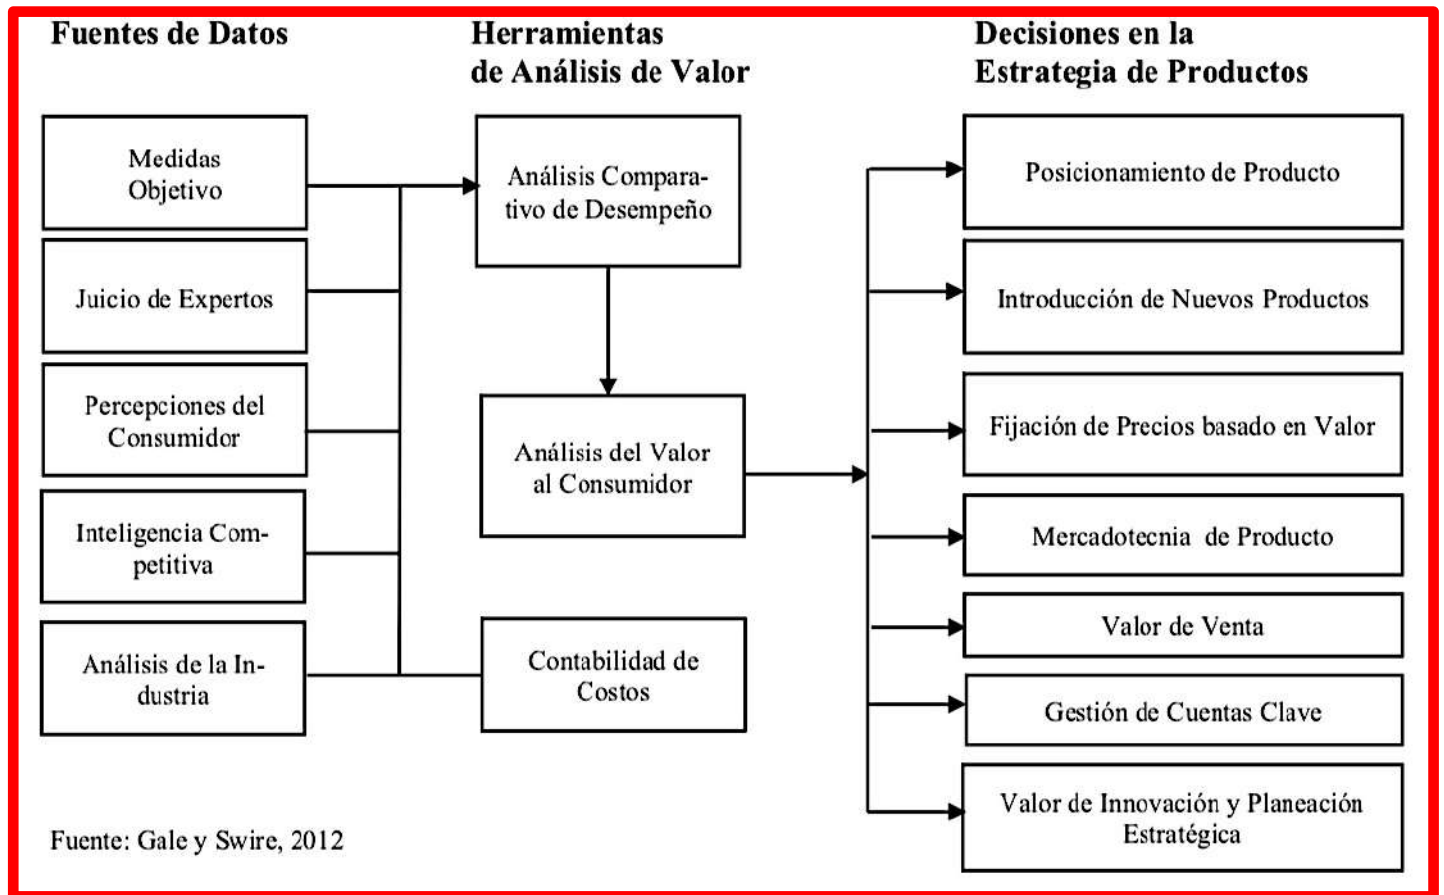 Fuentes de Datos
Medidas
Objetivo
Juicio de Expertos
Percepciones del
Consumidor
Inteligencia Com-
petitiva
Análisis de la In-
dustria
Herramientas
de Análisis de Valor
Análisis Compara-
tivo de Desempeño
Análisis del Valor
al Consumidor
Contabilidad de
Costos
Decisiones en la
Estrategia de Productos
Posicionamiento de Producto
Introducción de Nuevos Productos
Fijación de Precios basado en Valor
Mercadotecnia de Producto
Valor de Venta
Gestión de Cuentas Clave
Valor de Innovación y Planeación
Estratégica
Fuente: Gale y Swire, 2012